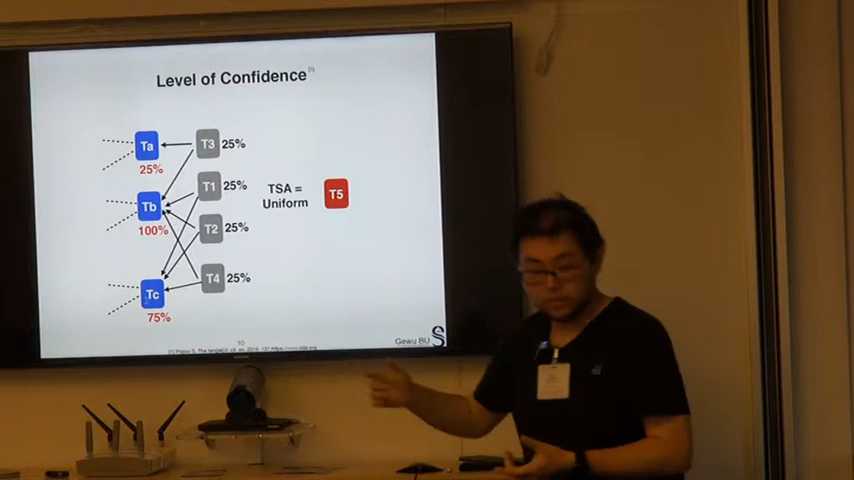 Level of Confidence
Ta
25%
T3 25%
T1 25%
Tb
100%
T2 25%
T4 25%
Tc
75%
TSA =
Uniform
T5
10
Gewu BU